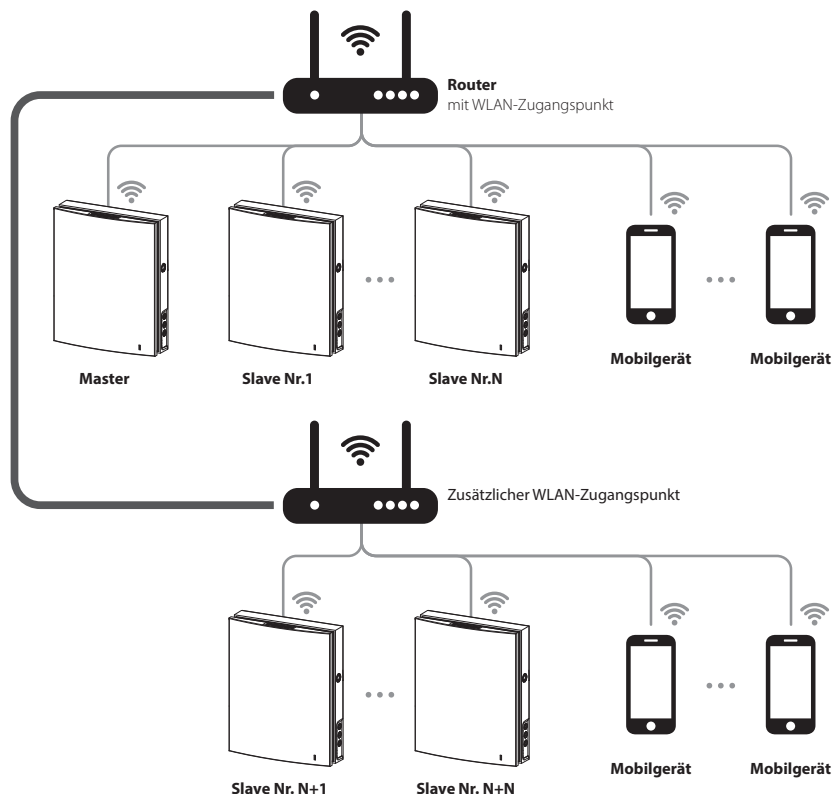 Router
mit WLAN-Zugangspunkt
Master
Slave Nr.1
Slave Nr.N
Mobilgerät
Mobilgerät
Zusätzlicher WLAN-Zugangspunkt
Slave Nr. N+1
Slave Nr. N+N
Mobilgerät
Mobilgerät